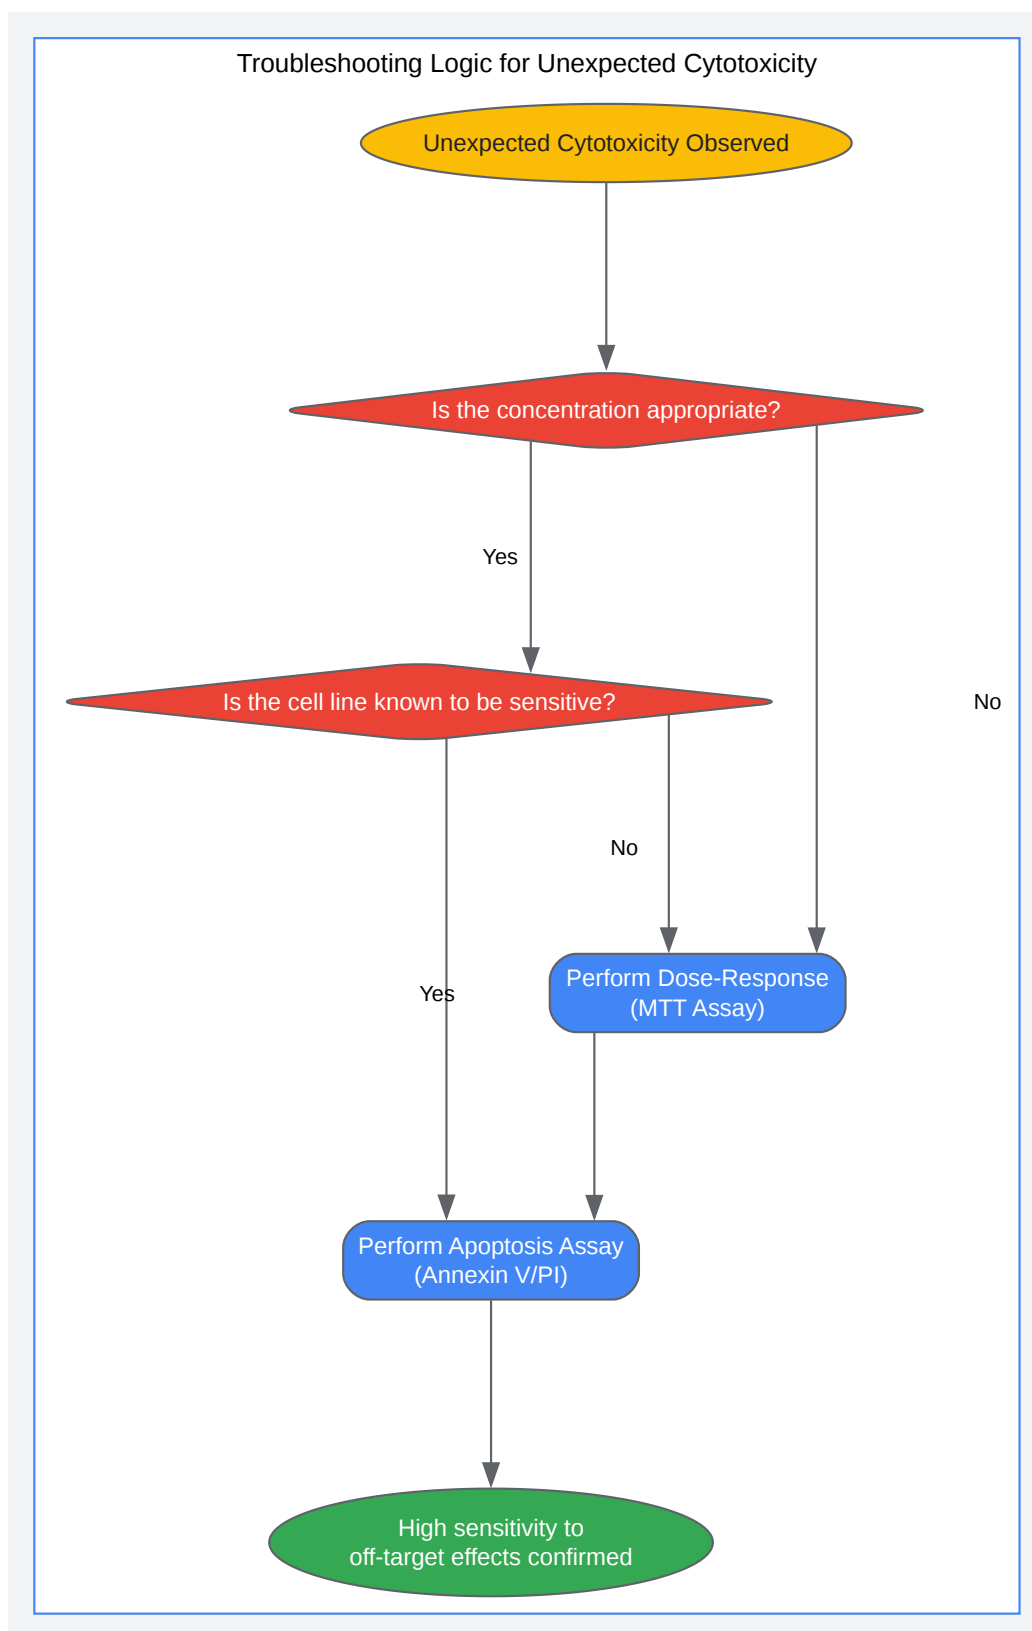 Troubleshooting Logic for Unexpected Cytotoxicity
Unexpected Cytotoxicity Observed
Is the concentration appropriate?
Yes
Is the cell line known to be sensitive?
No
No
Perform Dose-Response
(MTT Assay)
Yes
Perform Apoptosis Assay
(Annexin V/PI)
High sensitivity to
off-target effects confirmed